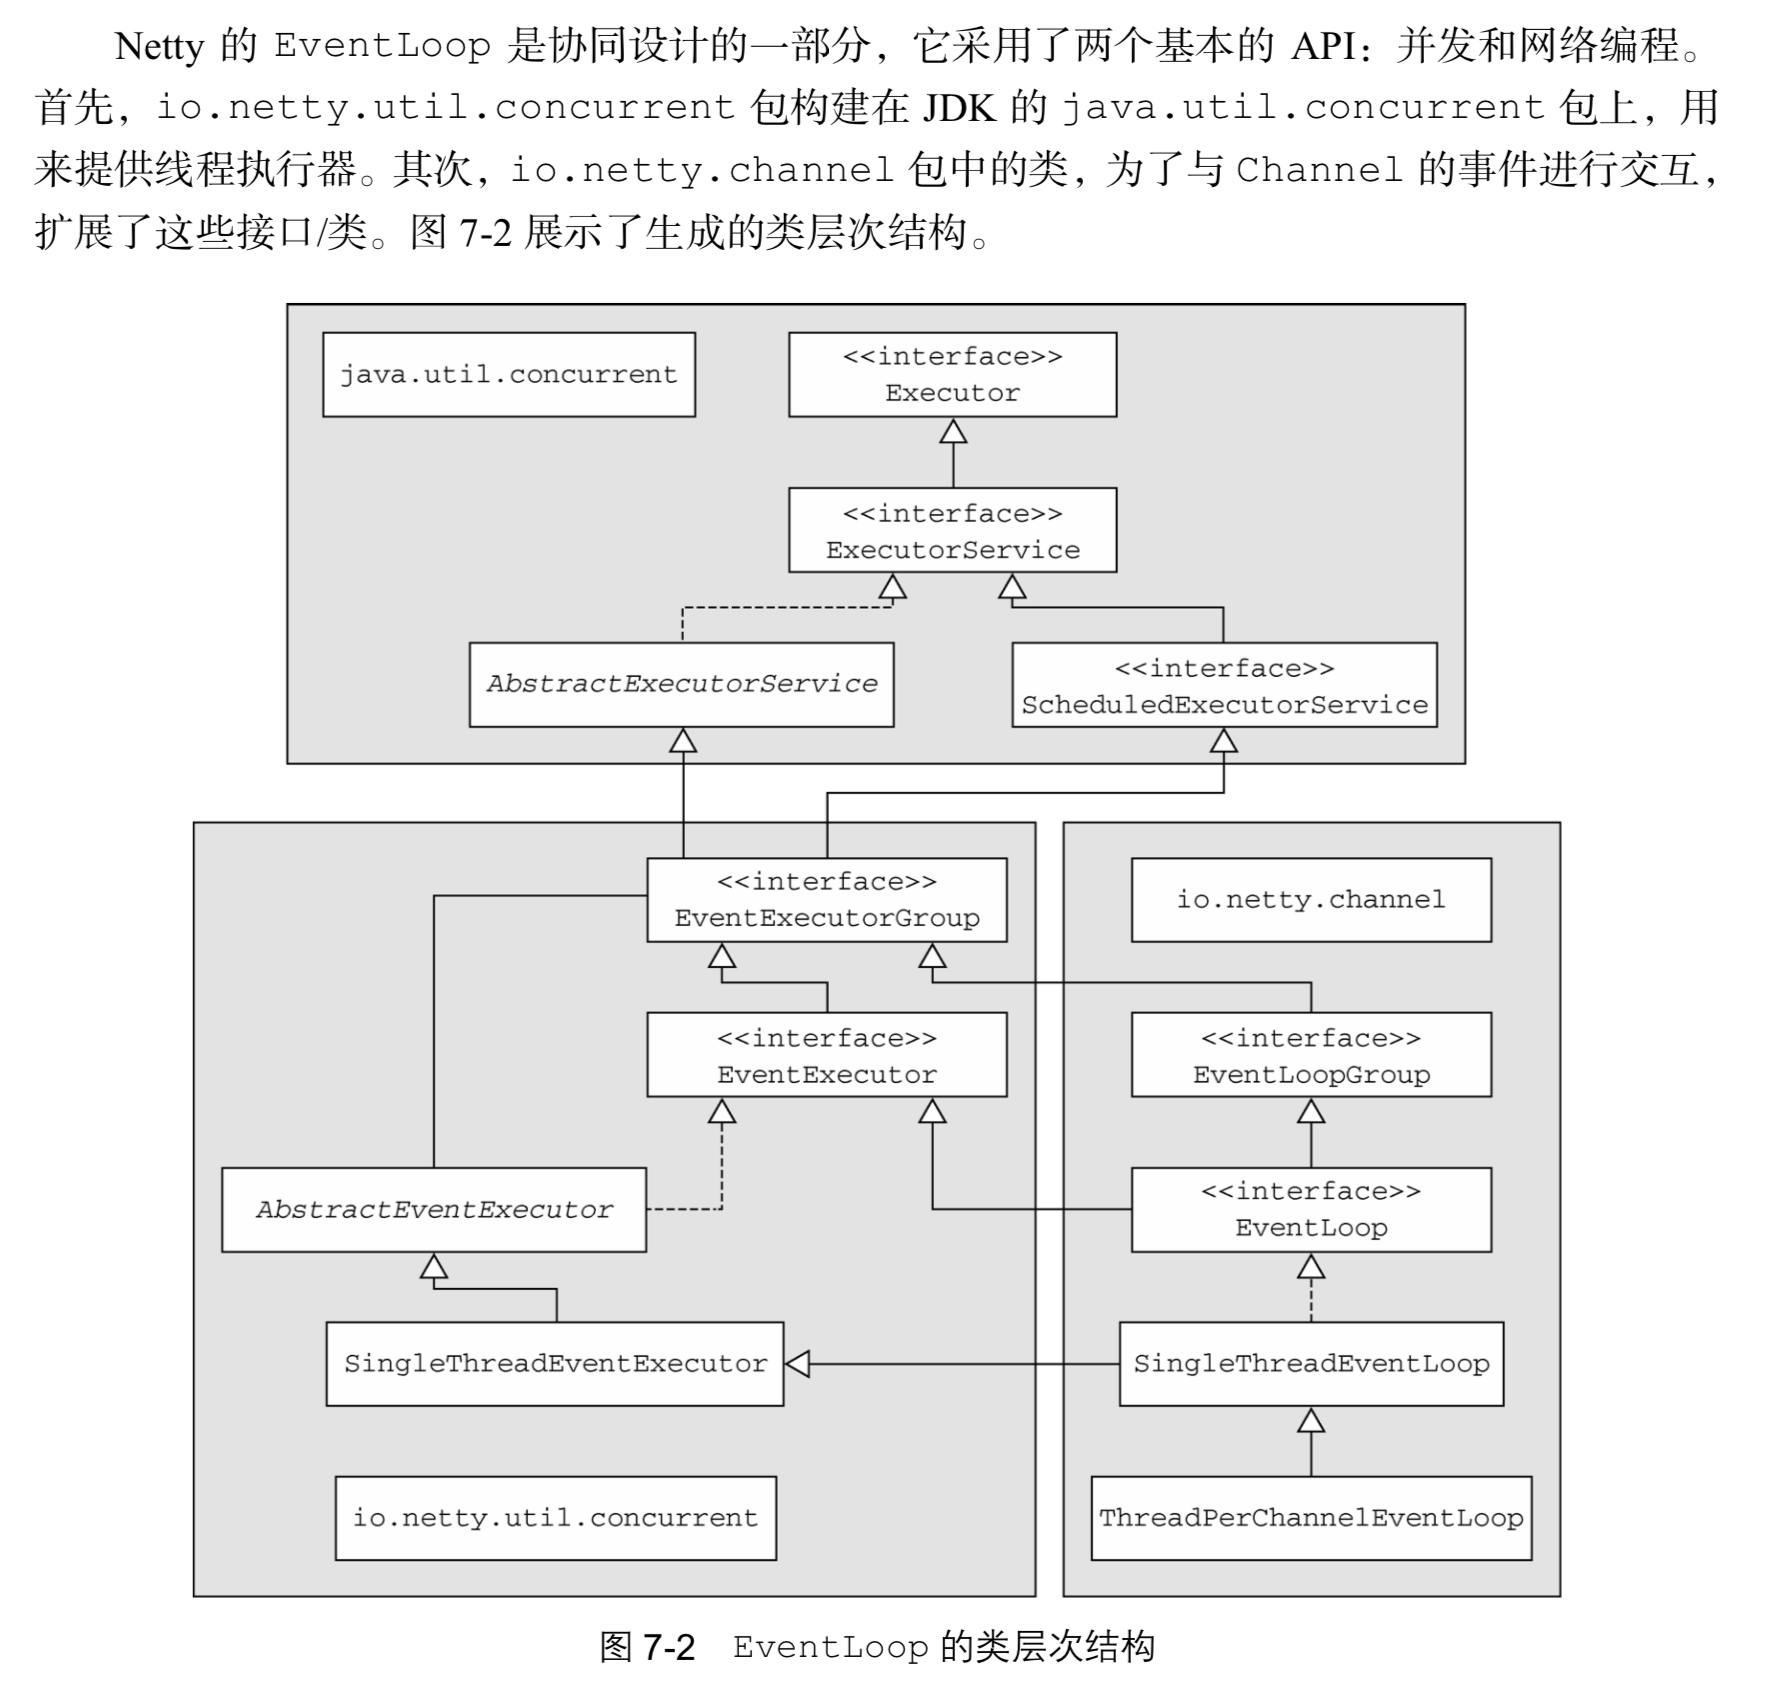 Netty 的 EventLoop 是协同设计的一部分，它采用了两个基本的 API：并发和网络编程。
首先，io.netty.util.concurrent 包构建在 JDK 的 java.util.concurrent 包上，用
来提供线程执行器。其次，io.netty.channel 包中的类，为了与 Channel 的事件进行交互，
扩展了这些接口/类。图 7-2 展示了生成的类层次结构。
java.util.concurrent
<<interface>>
Executor
<<interface>>
ExecutorService
AbstractExecutorService
<<interface>>
ScheduledExecutorService
<<interface>>
EventExecutorGroup
io.netty.channel
<<interface>>
EventExecutor
<<interface>>
EventLoopGroup
AbstractEventExecutor
<<interface>>
EventLoop
SingleThreadEventExecutor
SingleThreadEventLoop
io.netty.util.concurrent
ThreadPerChannelEventLoop
图 7-2 EventLoop 的类层次结构